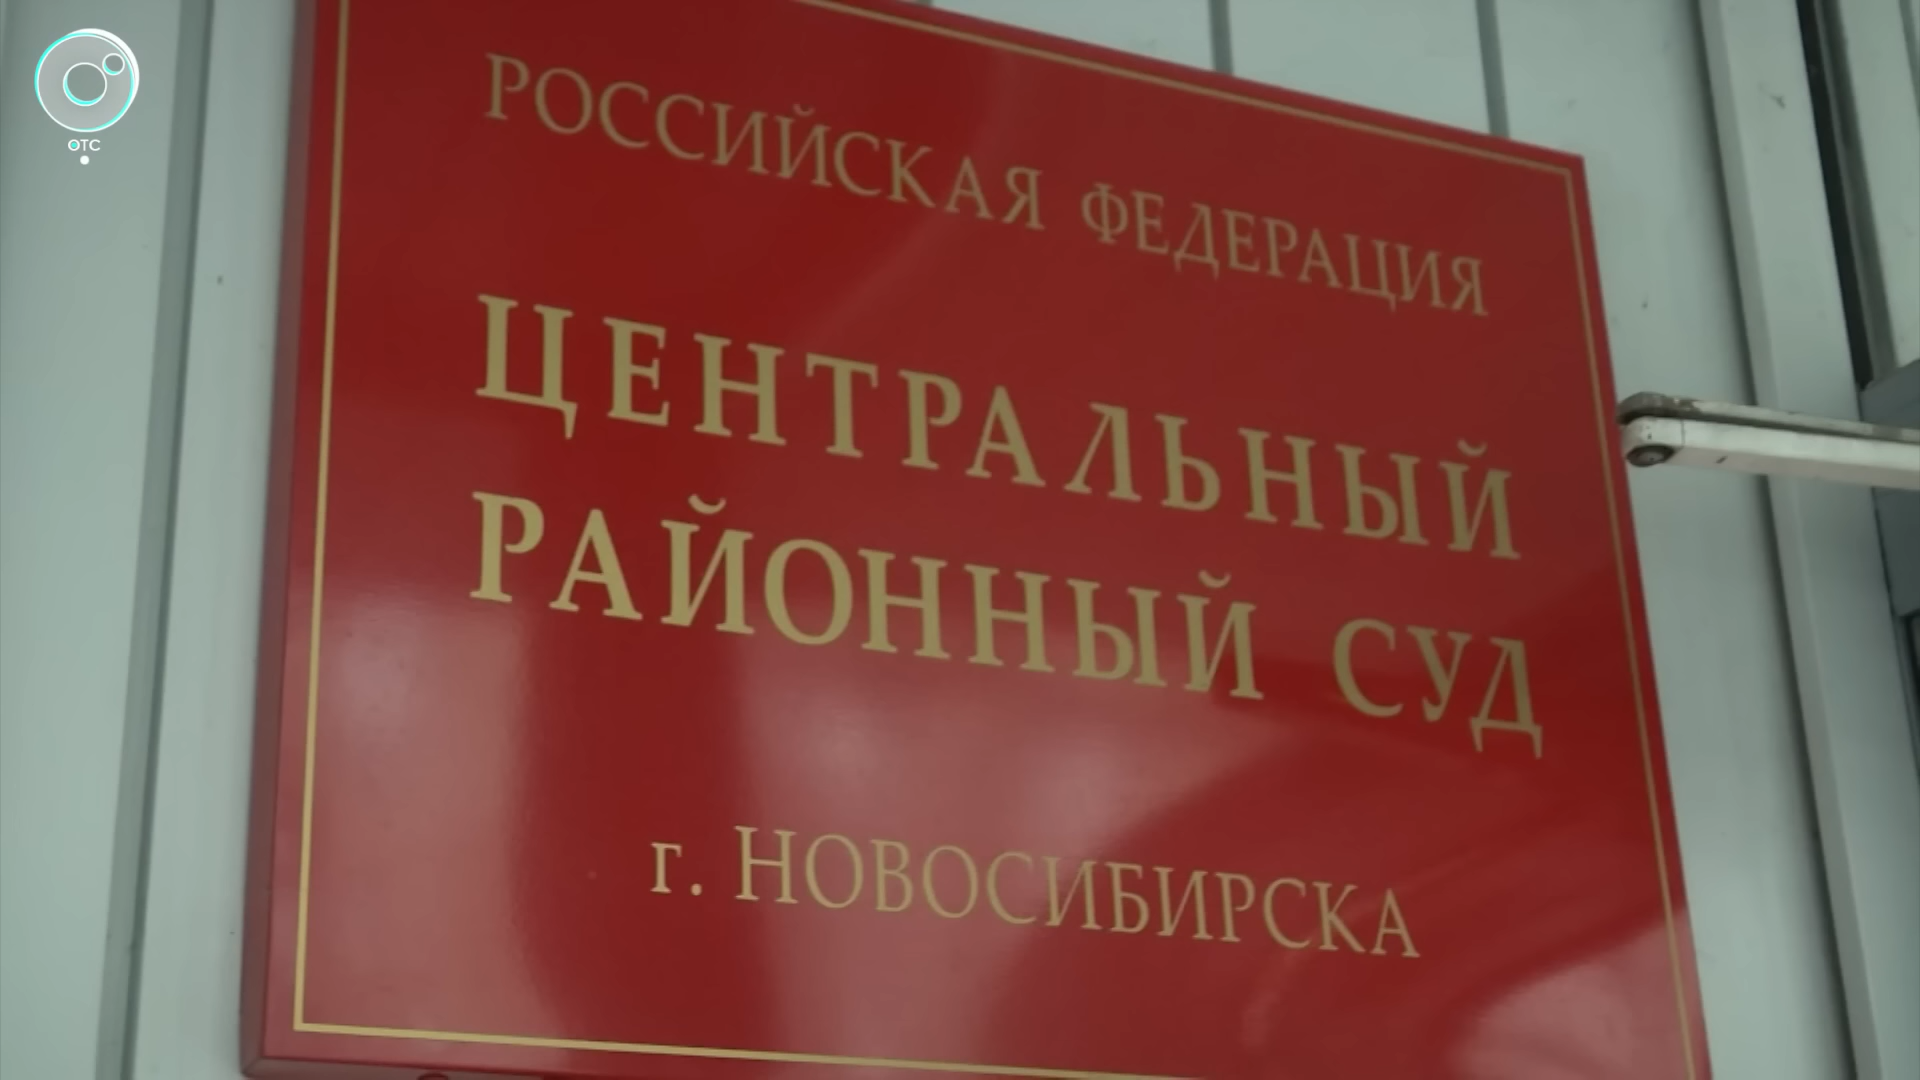 ОТС
РОССИЙСКАЯ ФЕДЕРАЦИЯ
ЦЕНТРАЛЬНЫЙ
РАЙОННЫЙ СУД
г. НОВОСИБИРСКА